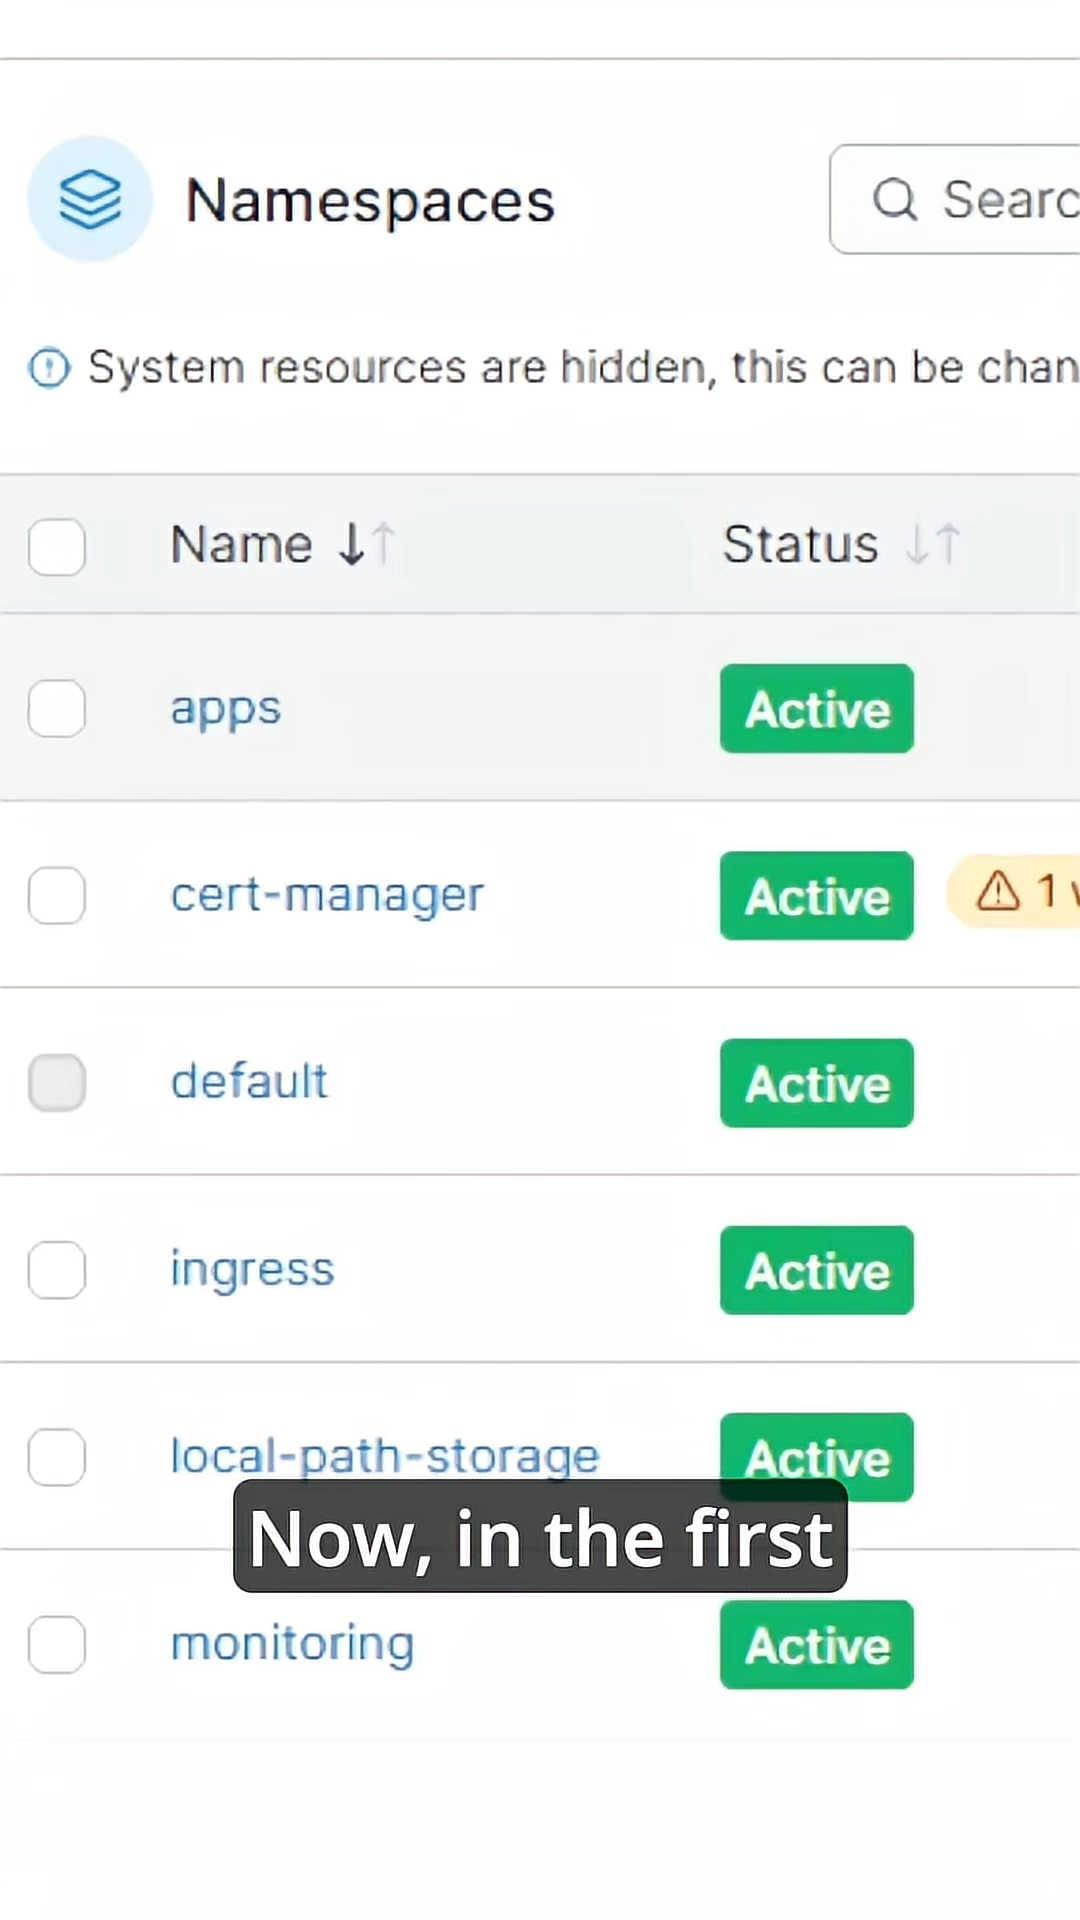 Namespaces
Searc
System resources are hidden, this can be chan
Name Status
apps Active
cert-manager Active 1
default Active
ingress Active
local-path-storage Active
Now, in the first
monitoring Active